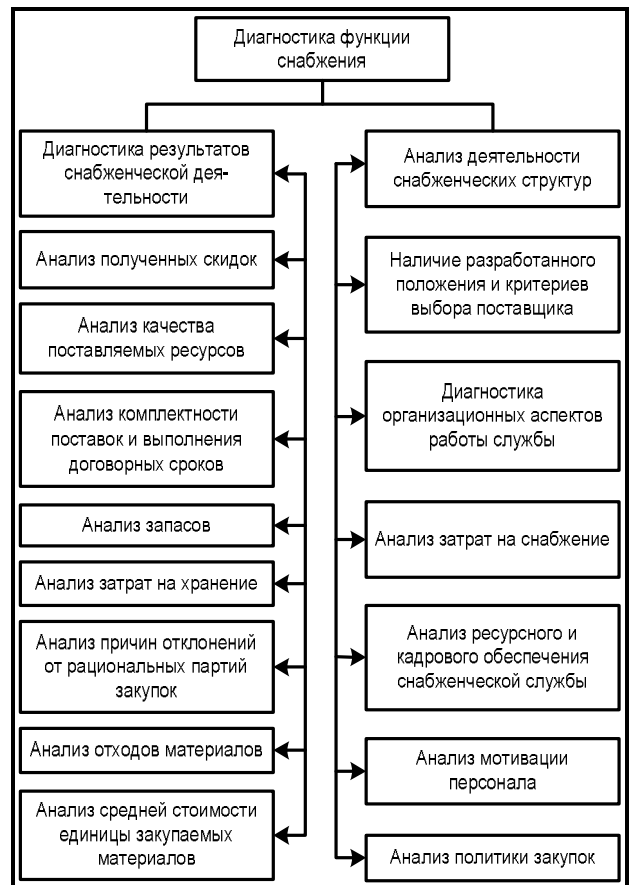 Диагностика функции
снабжения
Диагностика результатов
снабженческой дея-
тельности
Анализ полученных скидок
Анализ качества
поставляемых ресурсов
Анализ комплектности
поставок и выполнения
договорных сроков
Анализ запасов
Анализ затрат на хранение
Анализ причин отклонений
от рациональных партий
закупок
Анализ отходов материалов
Анализ средней стоимости
единицы закупаемых
материалов
Анализ деятельности
снабженческих структур
Наличие разработанного
положения и критериев
выбора поставщика
Диагностика
организационных аспектов
работы службы
Анализ затрат на снабжение
Анализ ресурсного и
кадрового обеспечения
снабженческой службы
Анализ мотивации
персонала
Анализ политики закупок